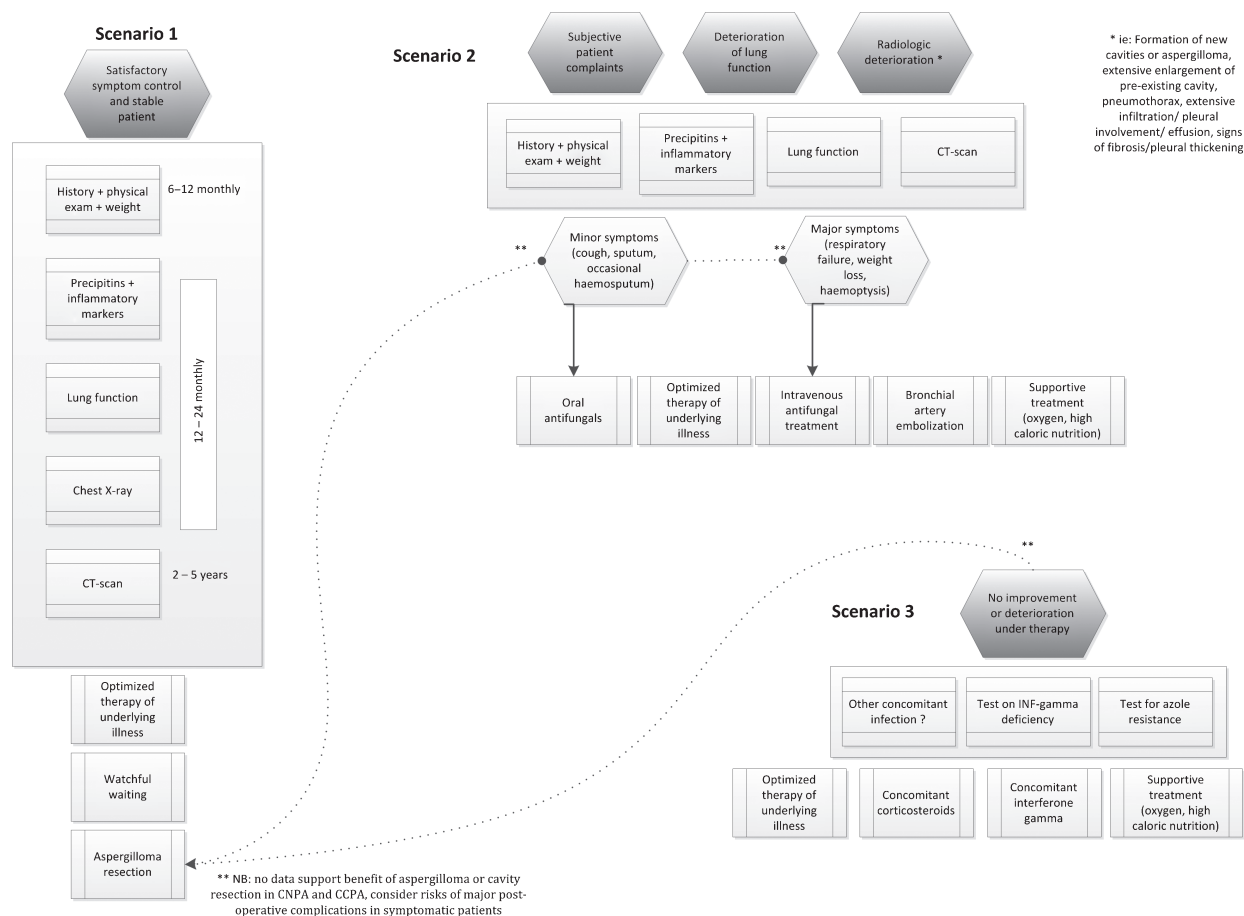 Scenario 1
Satisfactory
symptom control
and stable
patient
History + physical
exam + weight
6–12 monthly
Precipitins +
inflammatory
markers
Lung function
12 – 24 monthly
Chest X-ray
CT-scan
2 – 5 years
Optimized
therapy of
underlying
illness
Watchful
waiting
Aspergilloma
resection
Scenario 2
Subjective
patient
complaints
Deterioration
of lung
function
Radiologic
deterioration *
* ie: Formation of new
cavities or aspergilloma,
extensive enlargement of
pre-existing cavity,
pneumothorax, extensive
infiltration/ pleural
involvement/ effusion, signs
of fibrosis/pleural thickening
History + physical
exam + weight
Precipitins +
inflammatory
markers
Lung function
CT-scan
**
Minor symptoms
(cough, sputum,
occasional
haemosputum)
**
Major symptoms
(respiratory
failure, weight
loss,
haemoptysis)
Oral
antifungals
Optimized
therapy of
underlying
illness
Intravenous
antifungal
treatment
Bronchial
artery
embolization
Supportive
treatment
(oxygen, high
caloric nutrition)
**
Scenario 3
No improvement
or deterioration
under therapy
Other concomitant
infection ?
Test on INF-gamma
deficiency
Test for azole
resistance
Optimized
therapy of
underlying
illness
Concomitant
corticosteroids
Concomitant
interferone
gamma
Supportive
treatment
(oxygen, high
caloric nutrition)
** NB: no data support benefit of aspergilloma or cavity
resection in CNPA and CCPA, consider risks of major post-
operative complications in symptomatic patients